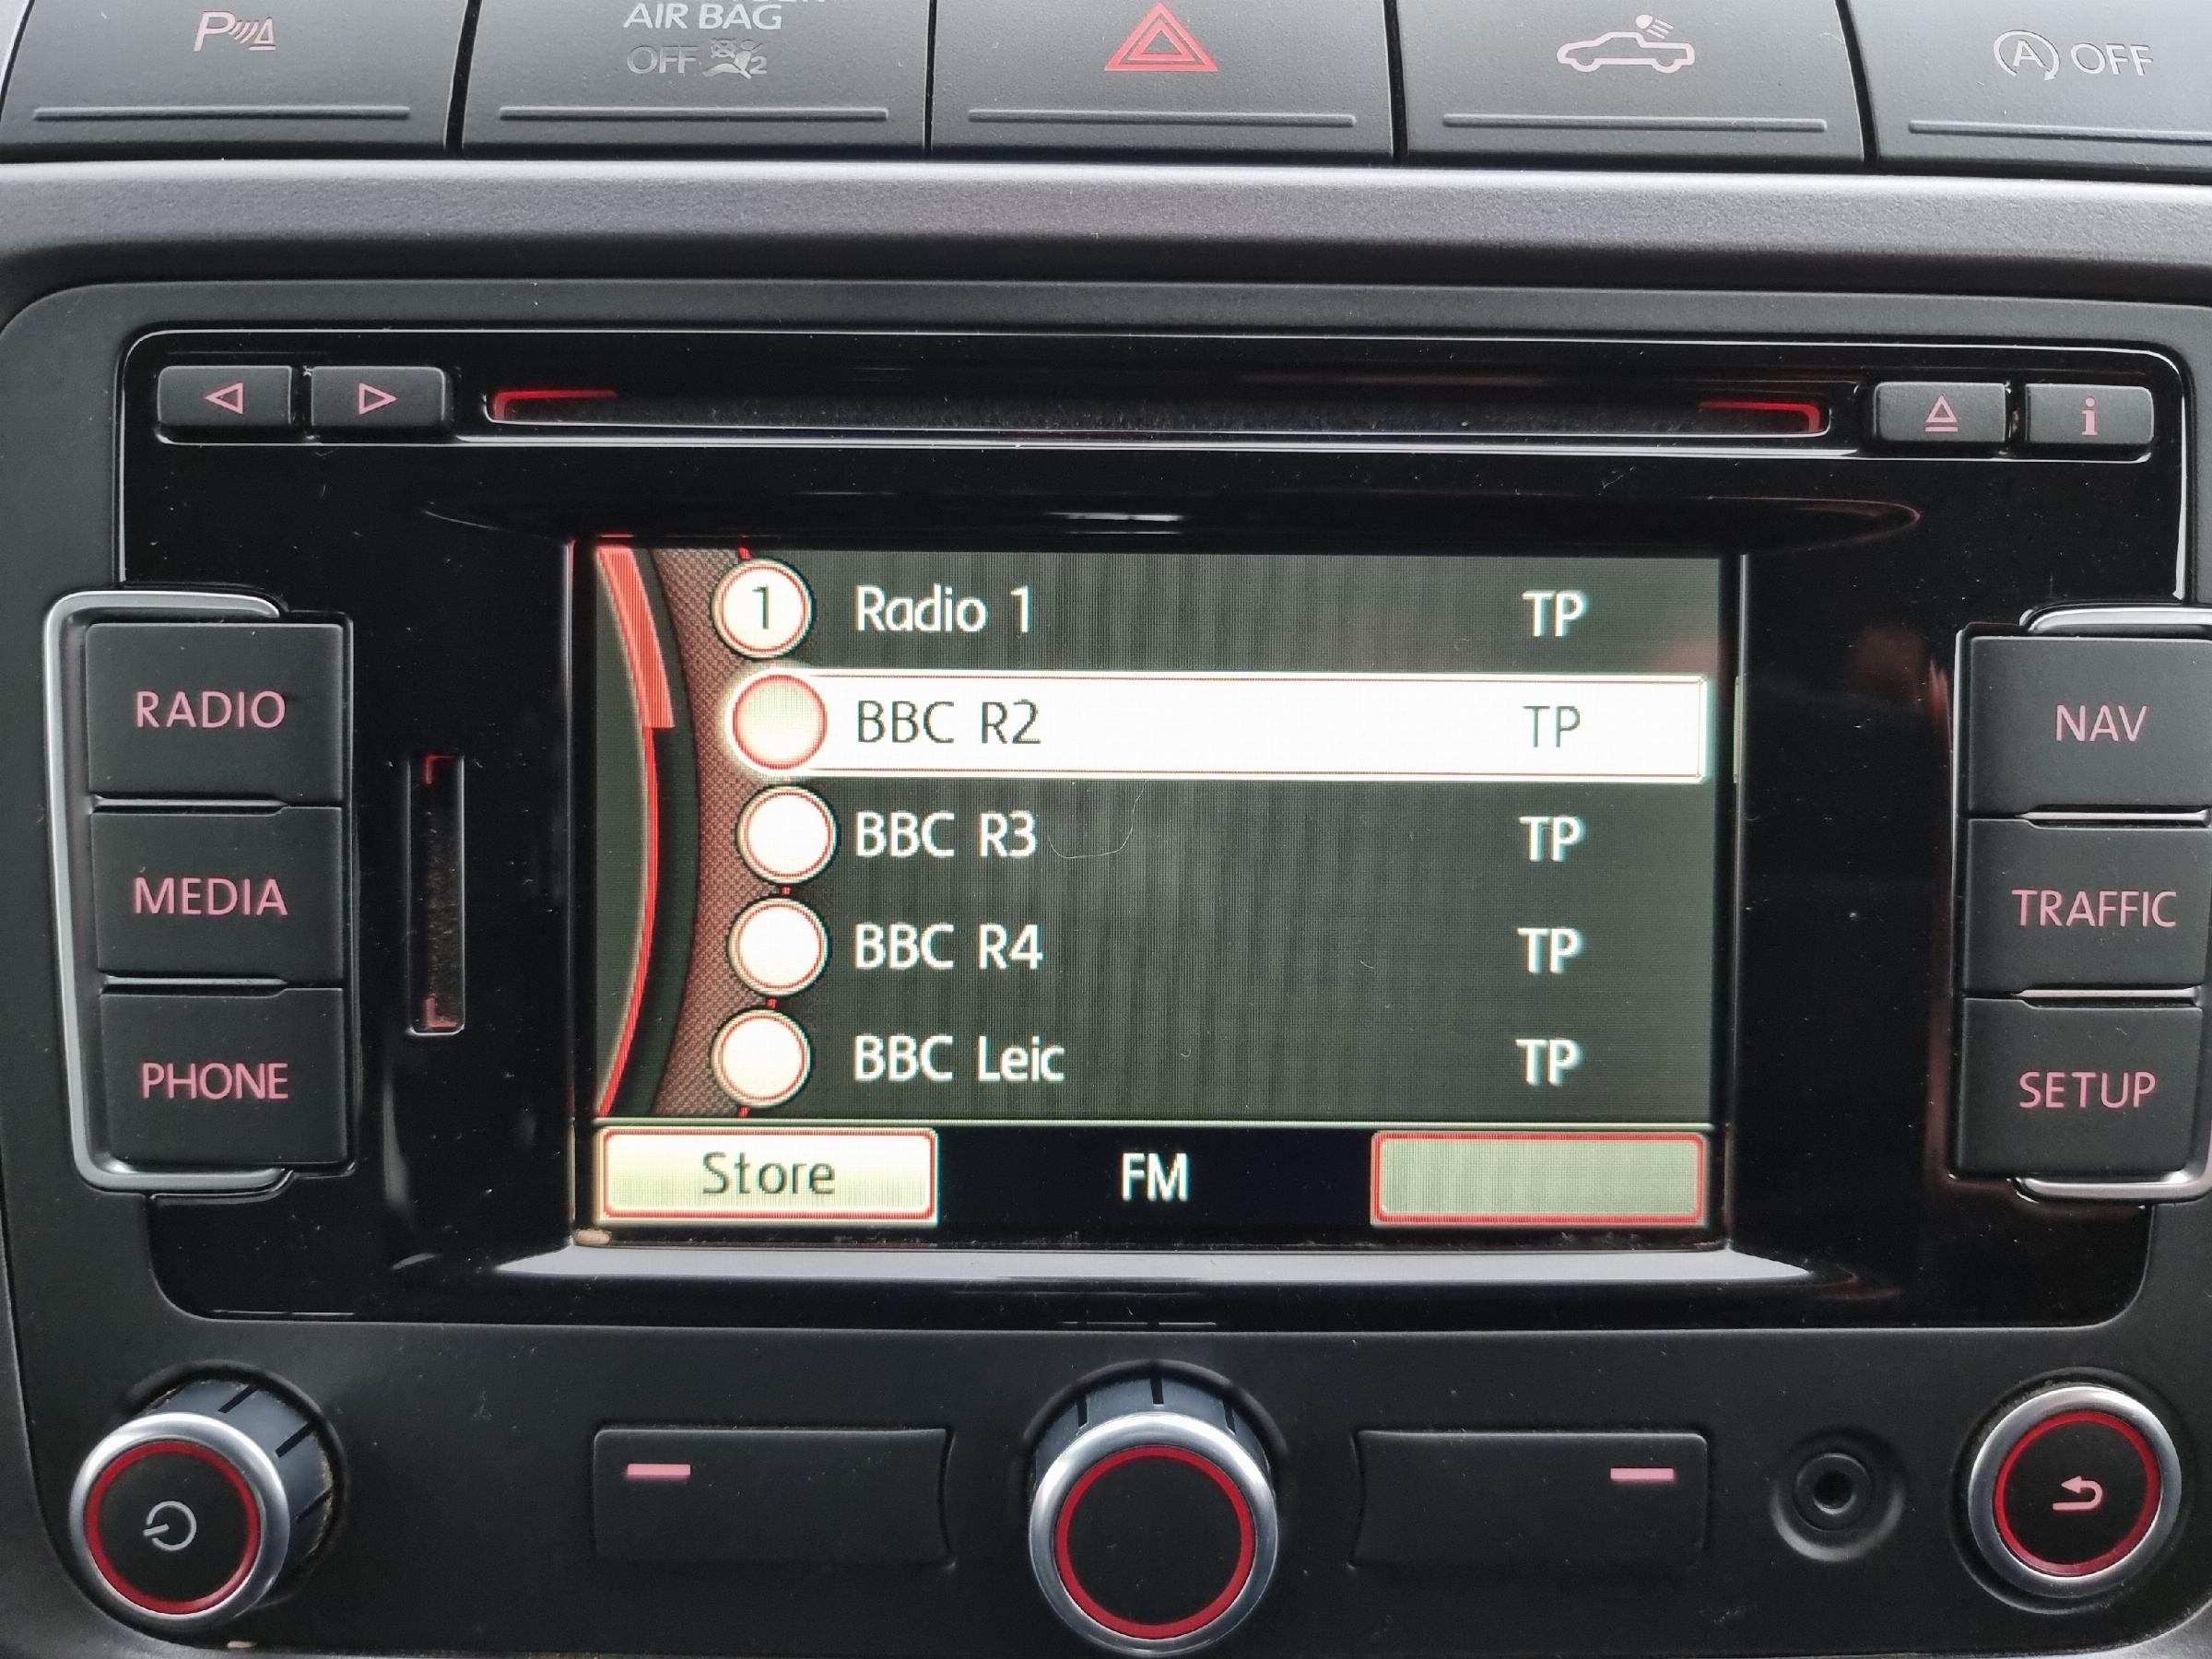 P
AIR BAG
OFF 2
A OFF
i
1 Radio 1 TP
BBC R2 TP
BBC R3 TP
BBC R4 TP
BBC Leic TP
Store FM
RADIO
MEDIA
PHONE
NAV
TRAFFIC
SETUP